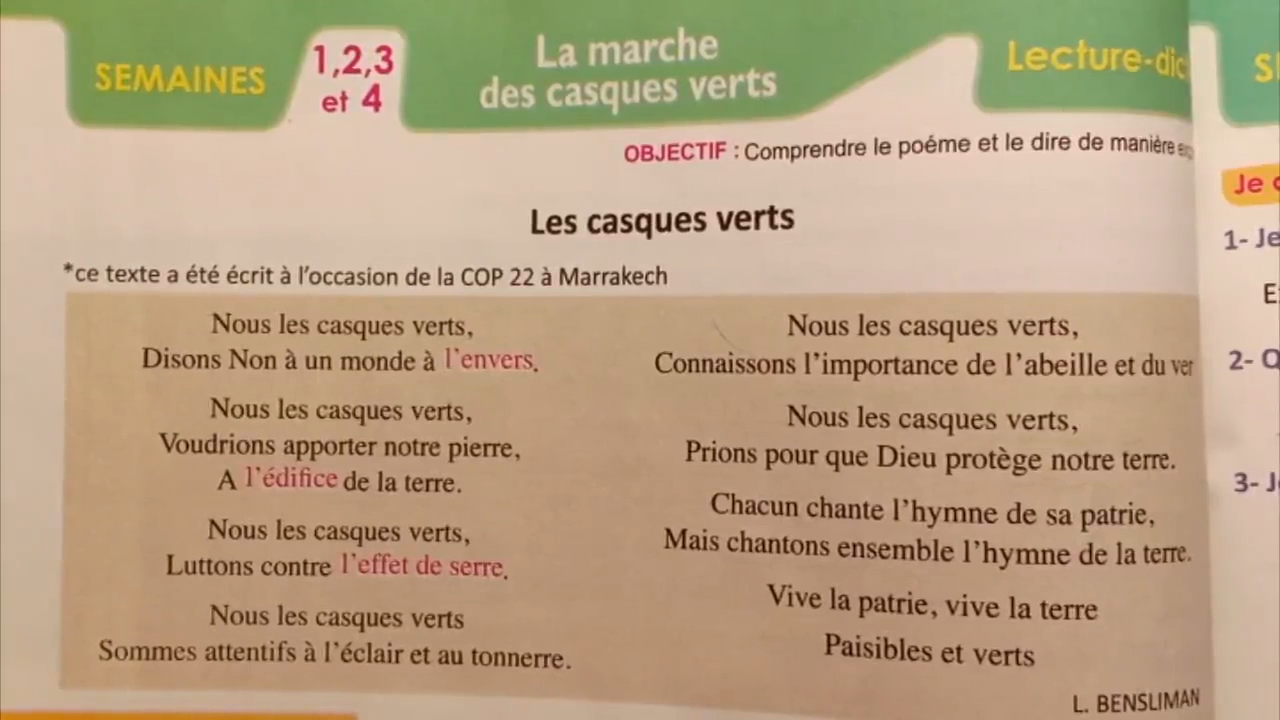 SEMAINES
1,2,3
et 4
La marche
des casques verts
Lecture-dic
OBJECTIF : Comprendre le poéme et le dire de manière
Les casques verts
*ce texte a été écrit à l'occasion de la COP 22 à Marrakech
Nous les casques verts,
Disons Non à un monde à l'envers.
Nous les casques verts,
Voudrions apporter notre pierre,
A l'édifice de la terre.
Nous les casques verts,
Luttons contre l'effet de serre.
Nous les casques verts
Sommes attentifs à l'éclair et au tonnerre.
Nous les casques verts,
Connaissons l'importance de l'abeille et du ver
Nous les casques verts,
Prions pour que Dieu protège notre terre.
Chacun chante l'hymne de sa patrie,
Mais chantons ensemble l'hymne de la terre.
Vive la patrie, vive la terre
Paisibles et verts
L. BENSLIMAN
Je
1- Je
2- Q
3- J